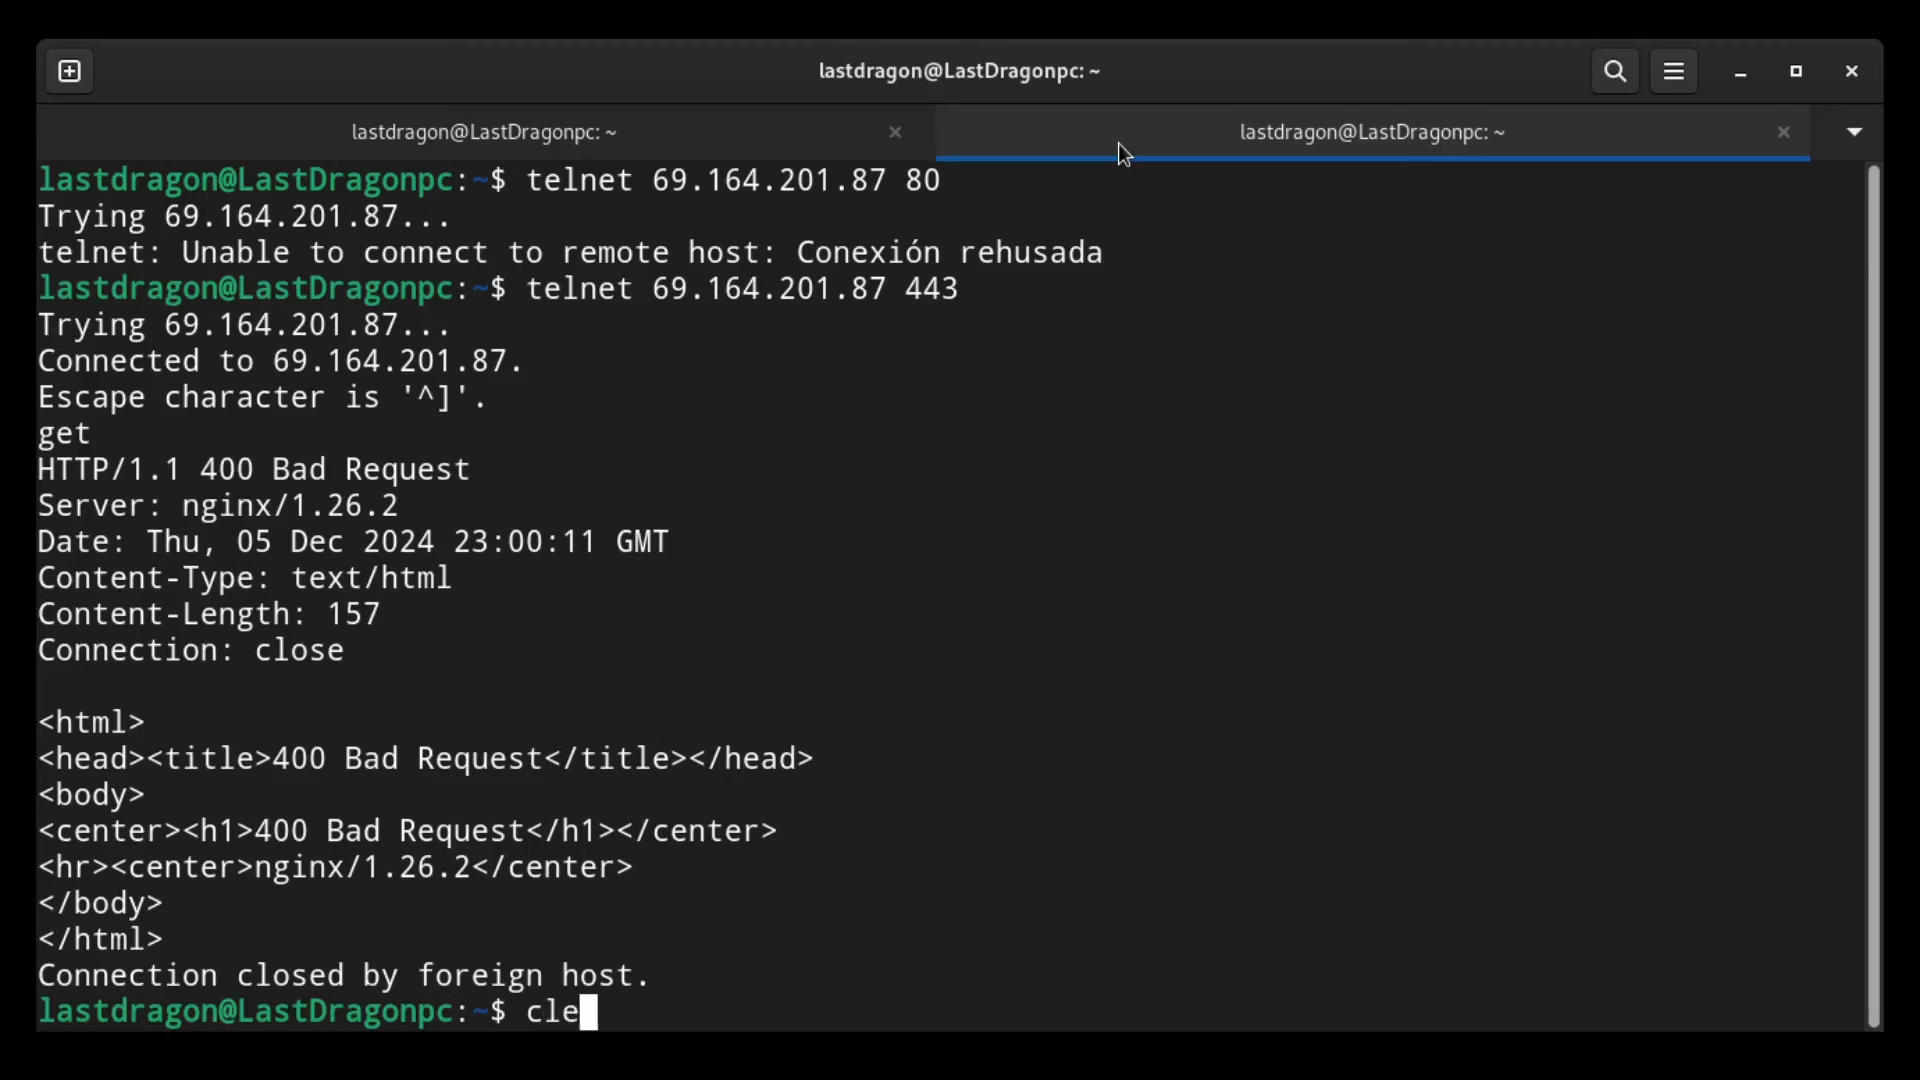 lastdragon@LastDragonpc: ~
lastdragon@LastDragonpc: ~
lastdragon@LastDragonpc: ~
lastdragon@LastDragonpc:~$ telnet 69.164.201.87 80
Trying 69.164.201.87...
telnet: Unable to connect to remote host: Conexión rehusada
lastdragon@LastDragonpc:~$ telnet 69.164.201.87 443
Trying 69.164.201.87...
Connected to 69.164.201.87.
Escape character is '^]'.
get
HTTP/1.1 400 Bad Request
Server: nginx/1.26.2
Date: Thu, 05 Dec 2024 23:00:11 GMT
Content-Type: text/html
Content-Length: 157
Connection: close

<html>
<head><title>400 Bad Request</title></head>
<body>
<center><h1>400 Bad Request</h1></center>
<hr><center>nginx/1.26.2</center>
</body>
</html>
Connection closed by foreign host.
lastdragon@LastDragonpc:~$ cle